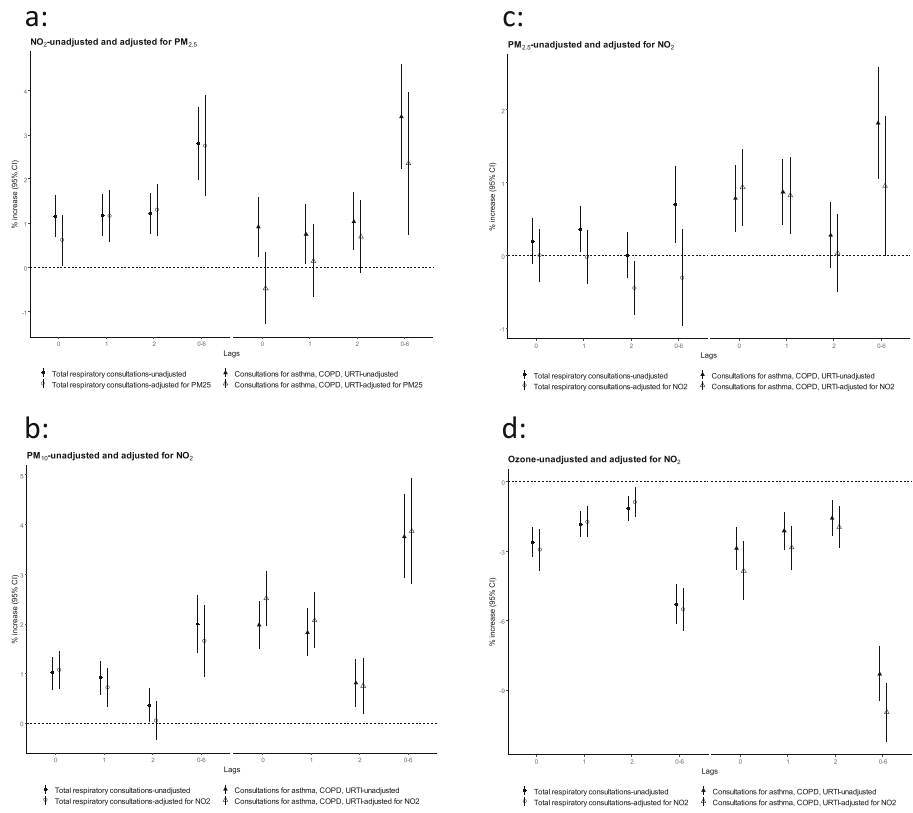 a:
NO₂-unadjusted and adjusted for PM₂.₅
% increase (95% CI)
4
3
2
1
0
-1
0 1 2 0-6 0 1 2 0-6
Lags
Total respiratory consultations-unadjusted Consultations for asthma, COPD, URTI-unadjusted
Total respiratory consultations-adjusted for PM25 Consultations for asthma, COPD, URTI-adjusted for PM25
c:
PM₂.₅-unadjusted and adjusted for NO₂
% increase (95% CI)
2
1
0
-1
0 1 2 0-6 0 1 2 0-6
Lags
Total respiratory consultations-unadjusted Consultations for asthma, COPD, URTI-unadjusted
Total respiratory consultations-adjusted for NO2 Consultations for asthma, COPD, URTI-adjusted for NO2
b:
PM₁₀-unadjusted and adjusted for NO₂
% increase (95% CI)
5
4
3
2
1
0
0 1 2 0-6 0 1 2 0-6
Lags
Total respiratory consultations-unadjusted Consultations for asthma, COPD, URTI-unadjusted
Total respiratory consultations-adjusted for NO2 Consultations for asthma, COPD, URTI-adjusted for NO2
d:
Ozone-unadjusted and adjusted for NO₂
% increase (95% CI)
0
-3
-6
-9
0 1 2 0-6 0 1 2 0-6
Lags
Total respiratory consultations-unadjusted Consultations for asthma, COPD, URTI-unadjusted
Total respiratory consultations-adjusted for NO2 Consultations for asthma, COPD, URTI-adjusted for NO2